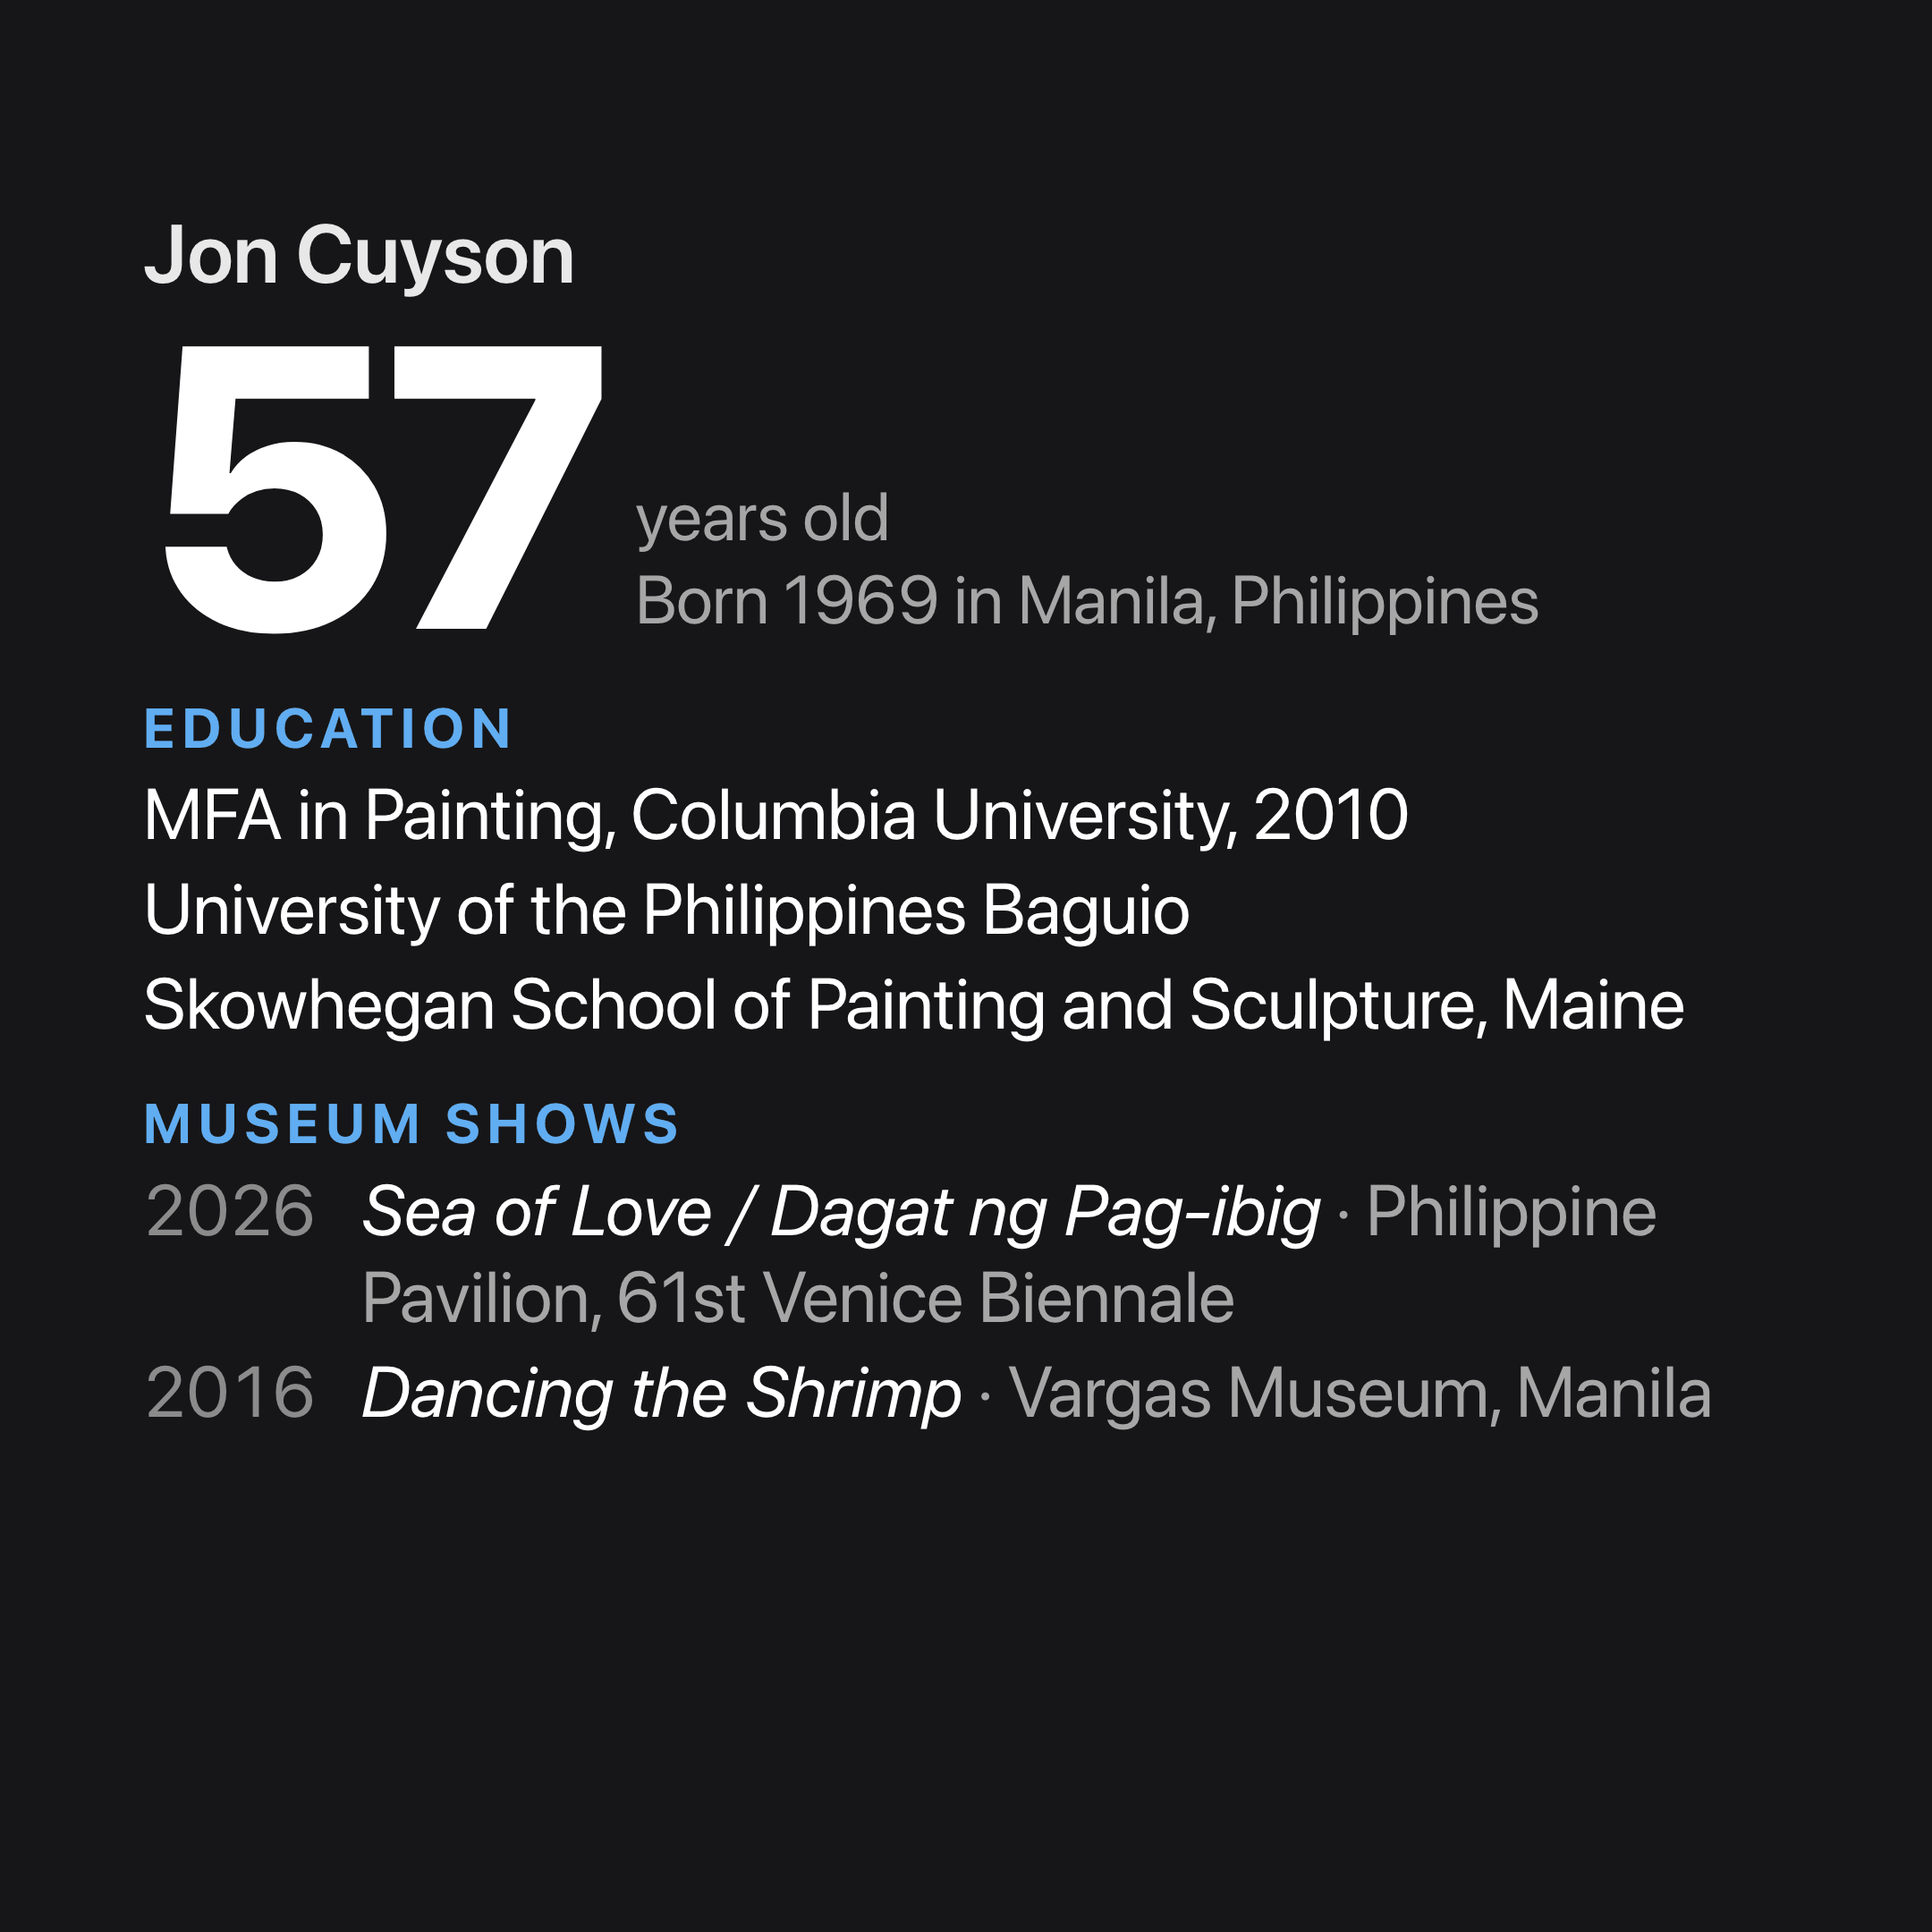 Jon Cuyson
57
years old
Born 1969 in Manila, Philippines
EDUCATION
MFA in Painting, Columbia University, 2010
University of the Philippines Baguio
Skowhegan School of Painting and Sculpture, Maine
MUSEUM SHOWS
2026 Sea of Love / Dagat ng Pag-ibig · Philippine
Pavilion, 61st Venice Biennale
2016 Dancing the Shrimp · Vargas Museum, Manila